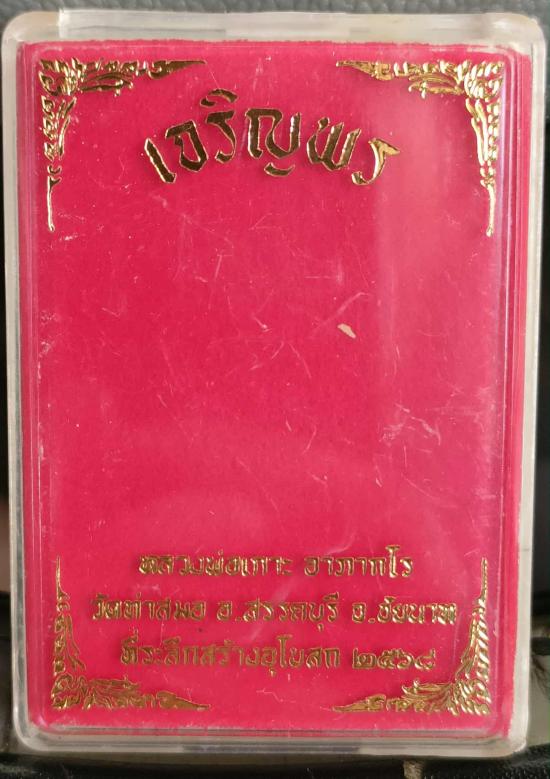 เจริญพร
หลวงพ่อเกาะ อาภากโร
วัดท่าสมอ อ.สรรคบุรี จ.ชัยนาท
ที่ระลึกสร้างอุโบสถ ๒๕๖๘